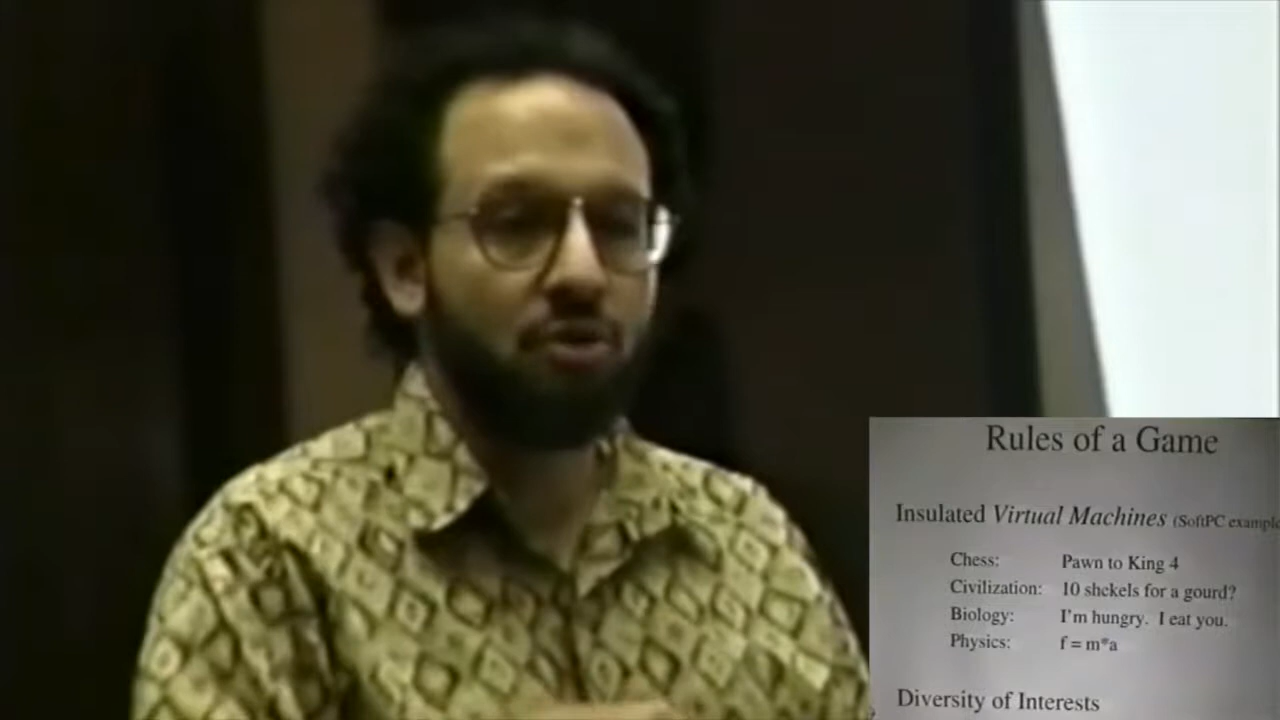 Rules of a Game
Insulated Virtual Machines (SoftPC example
Chess: Pawn to King 4
Civilization: 10 shekels for a gourd?
Biology: I'm hungry. I eat you.
Physics: f = m*a
Diversity of Interests